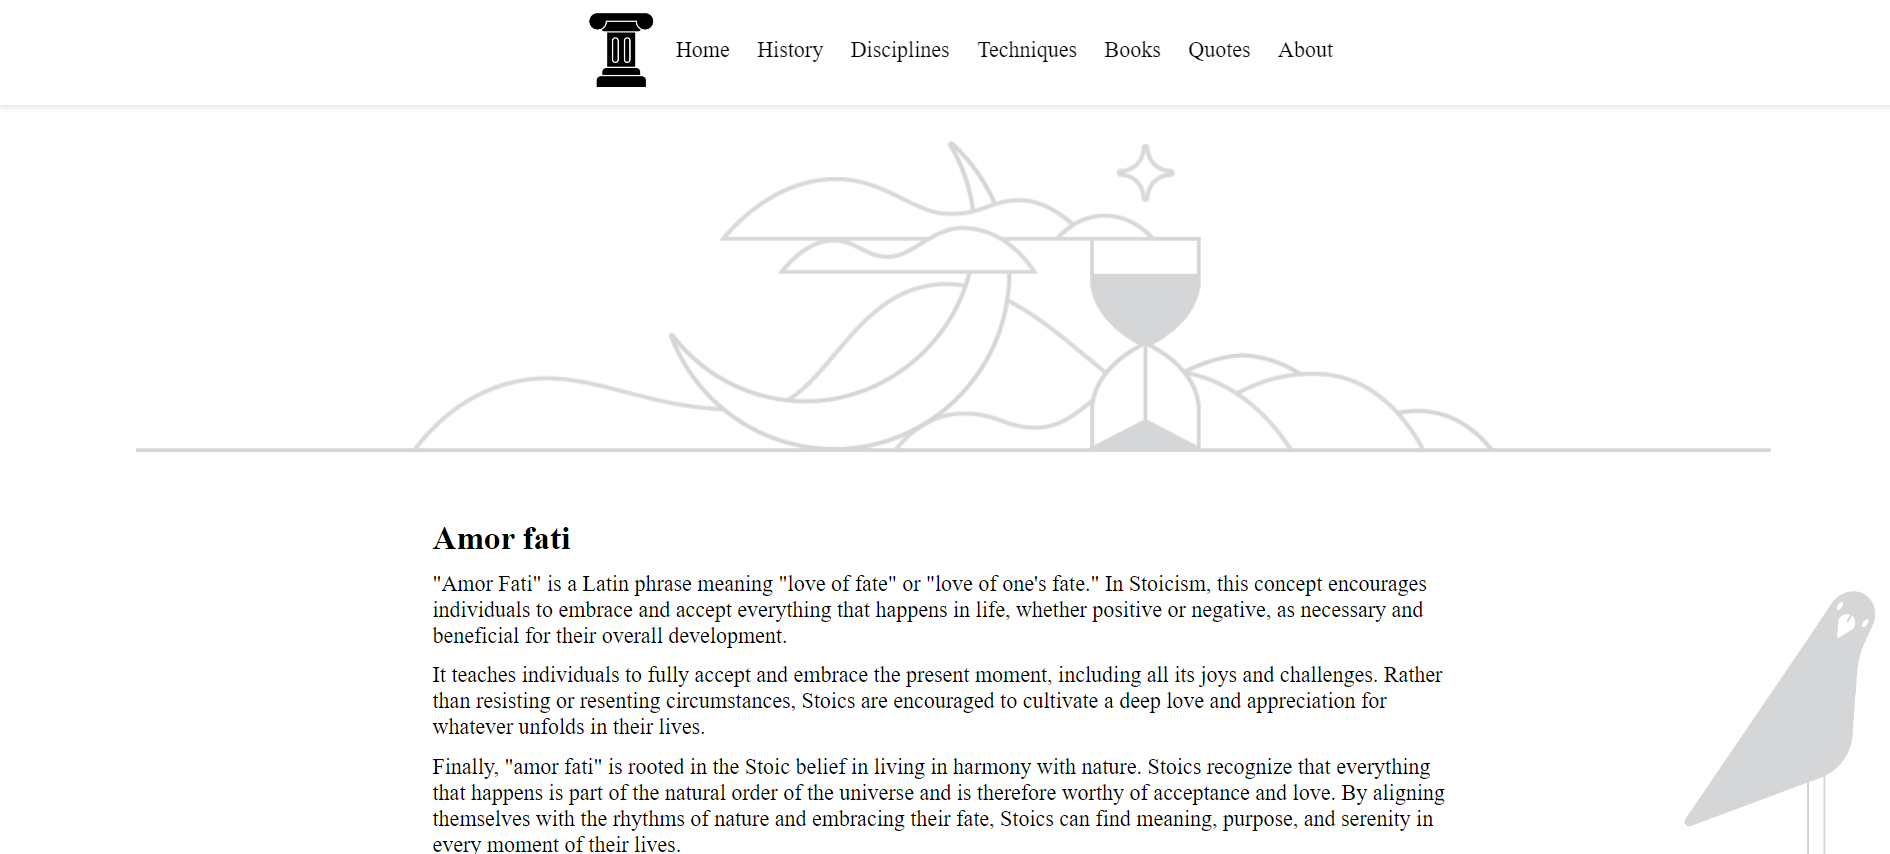 Home History Disciplines Techniques Books Quotes About
Amor fati
"Amor Fati" is a Latin phrase meaning "love of fate" or "love of one's fate." In Stoicism, this concept encourages
individuals to embrace and accept everything that happens in life, whether positive or negative, as necessary and
beneficial for their overall development.
It teaches individuals to fully accept and embrace the present moment, including all its joys and challenges. Rather
than resisting or resenting circumstances, Stoics are encouraged to cultivate a deep love and appreciation for
whatever unfolds in their lives.
Finally, "amor fati" is rooted in the Stoic belief in living in harmony with nature. Stoics recognize that everything
that happens is part of the natural order of the universe and is therefore worthy of acceptance and love. By aligning
themselves with the rhythms of nature and embracing their fate, Stoics can find meaning, purpose, and serenity in
every moment of their lives.